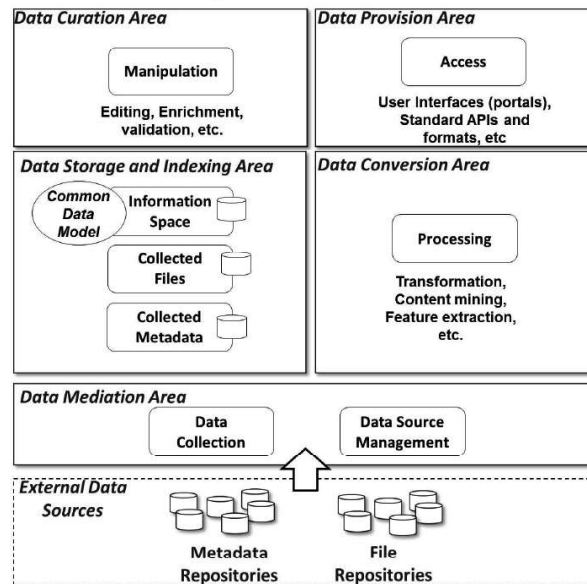 Data Curation Area
Manipulation
Editing, Enrichment,
validation, etc.
Data Provision Area
Access
User Interfaces (portals),
Standard APIs and
formats, etc
Data Storage and Indexing Area
Common
Data
Model
Information
Space
Collected
Files
Collected
Metadata
Data Conversion Area
Processing
Transformation,
Content mining,
Feature extraction,
etc.
Data Mediation Area
Data
Collection
Data Source
Management
External Data
Sources
Metadata
Repositories
File
Repositories